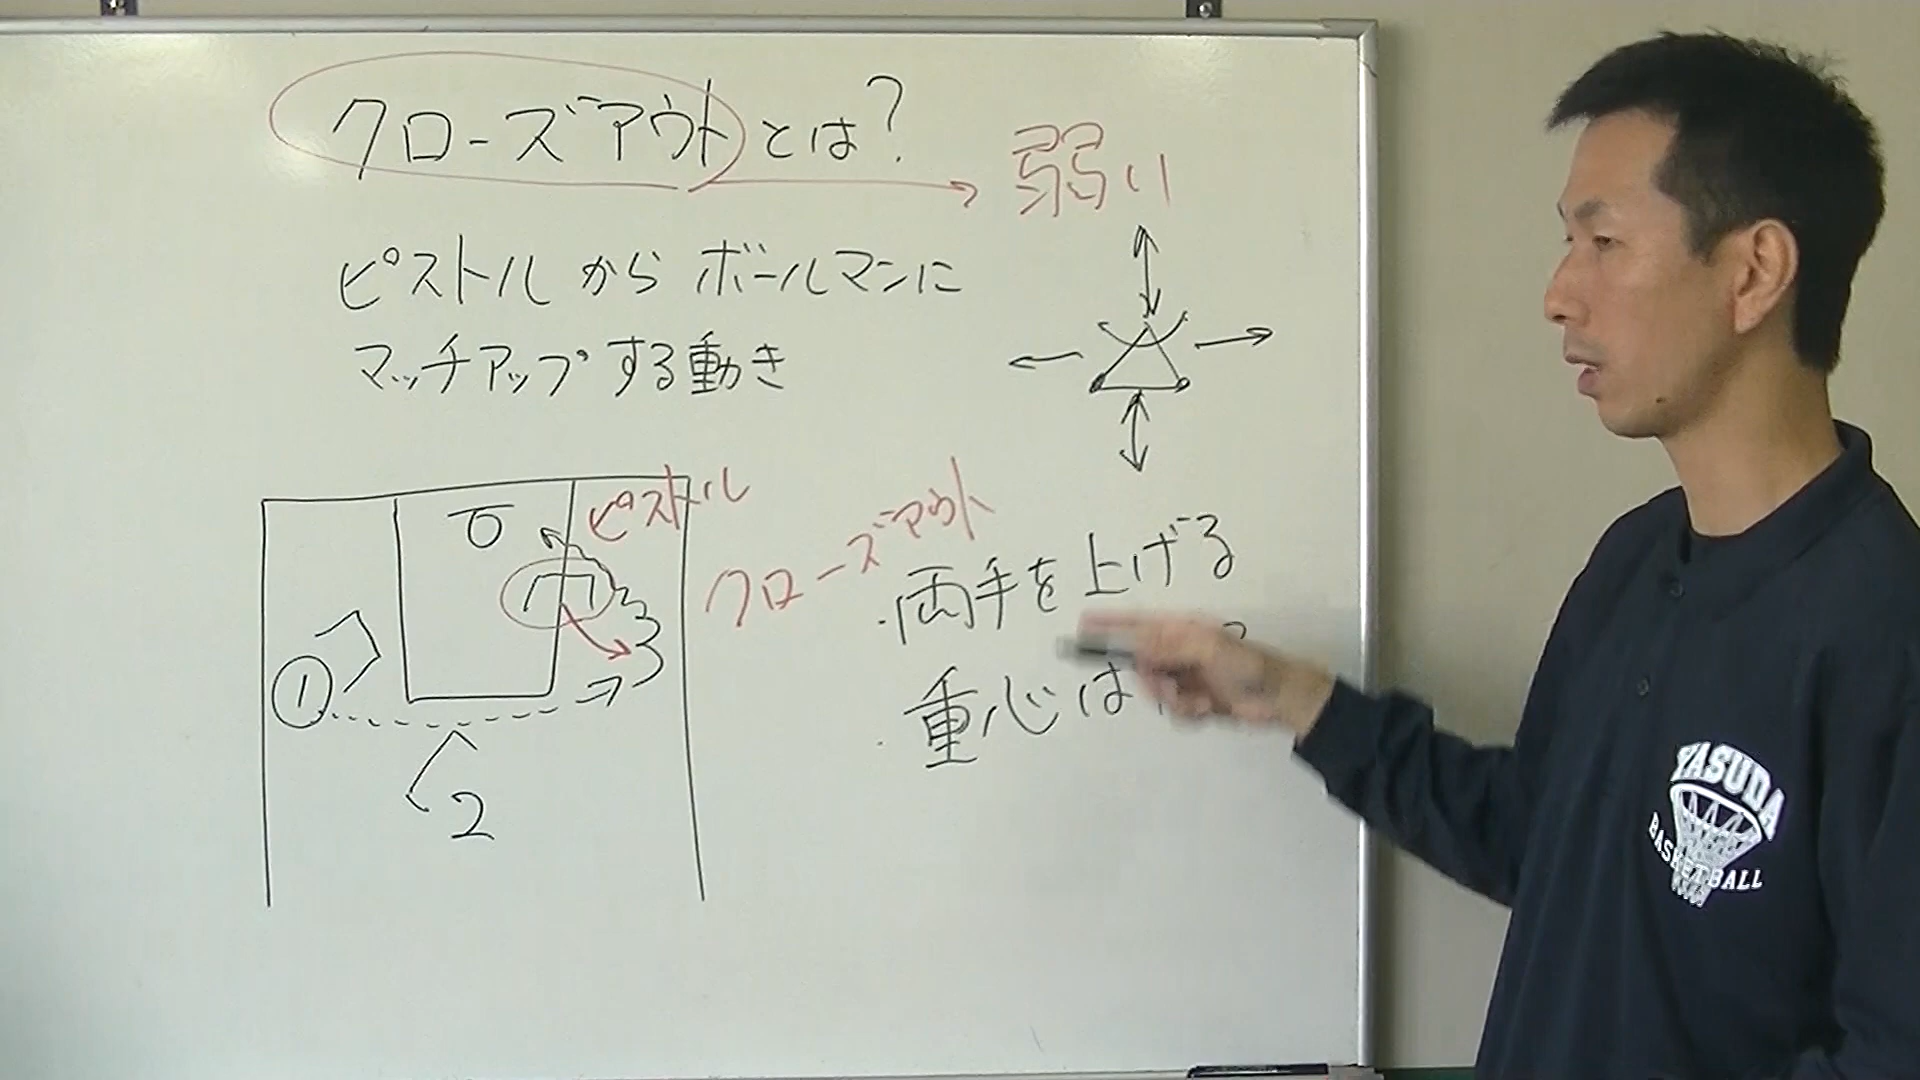 クローズアウトとは?
弱い
ピストルからボールマンに
マッチアップする動き
ピストル
クローズアウト
・両手を上げる
・重心は
1
2
3
YASUDA
BASKETBALL